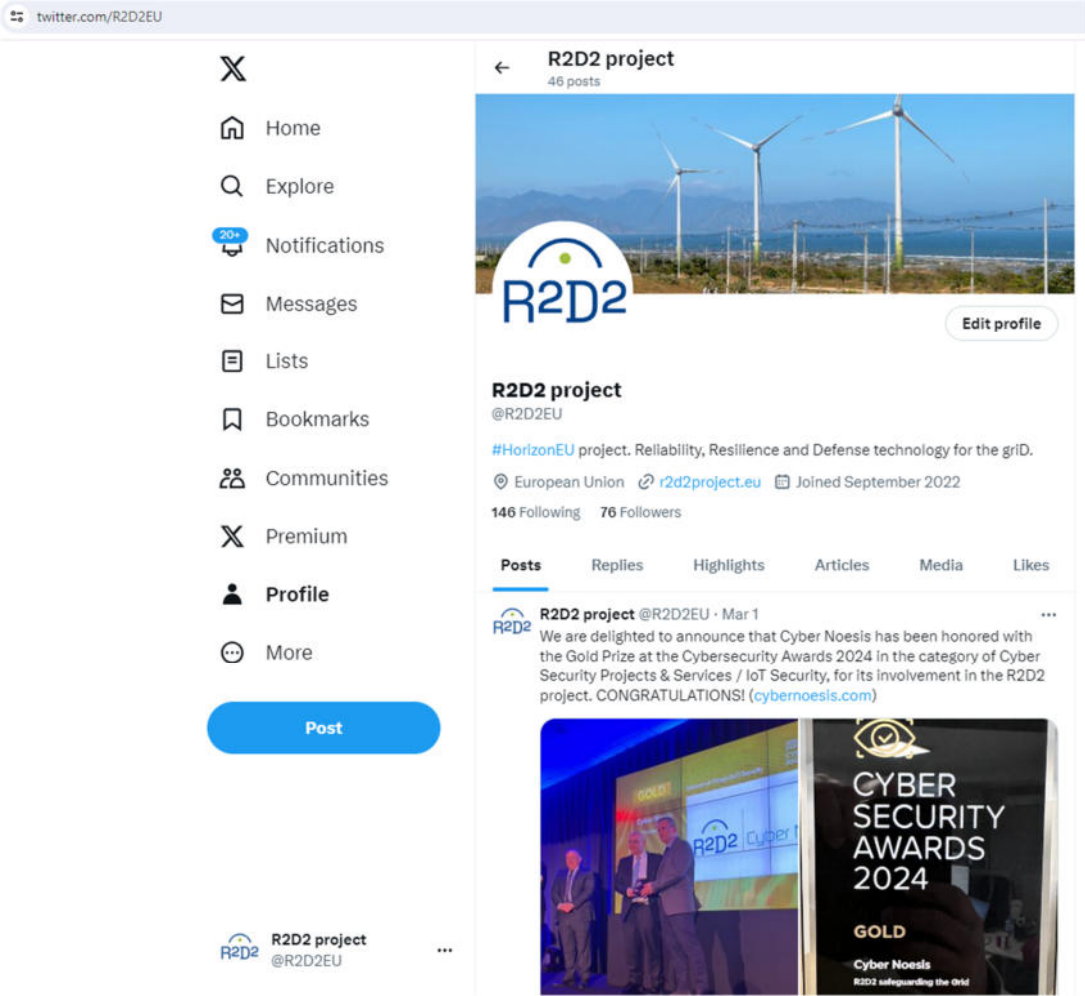 twitter.com/R2D2EU
R2D2 project
46 posts
Home
Explore
20+
Notifications
Messages
Lists
Bookmarks
Communities
Premium
Profile
More
Post
R2D2 project
@R2D2EU
R2D2
R2D2
Edit profile
R2D2 project
@R2D2EU
#HorizonEU project. Reliability, Resilience and Defense technology for the griD.
European Union r2d2project.eu Joined September 2022
146 Following 76 Followers
Posts Replies Highlights Articles Media Likes
R2D2
R2D2 project @R2D2EU · Mar 1
We are delighted to announce that Cyber Noesis has been honored with
the Gold Prize at the Cybersecurity Awards 2024 in the category of Cyber
Security Projects & Services / IoT Security, for its involvement in the R2D2
project. CONGRATULATIONS! (cybernoesis.com)
GOLD
R2D2 Cyber
CYBER
SECURITY
AWARDS
2024
GOLD
Cyber Noesis
R2D2 safeguarding the Grid